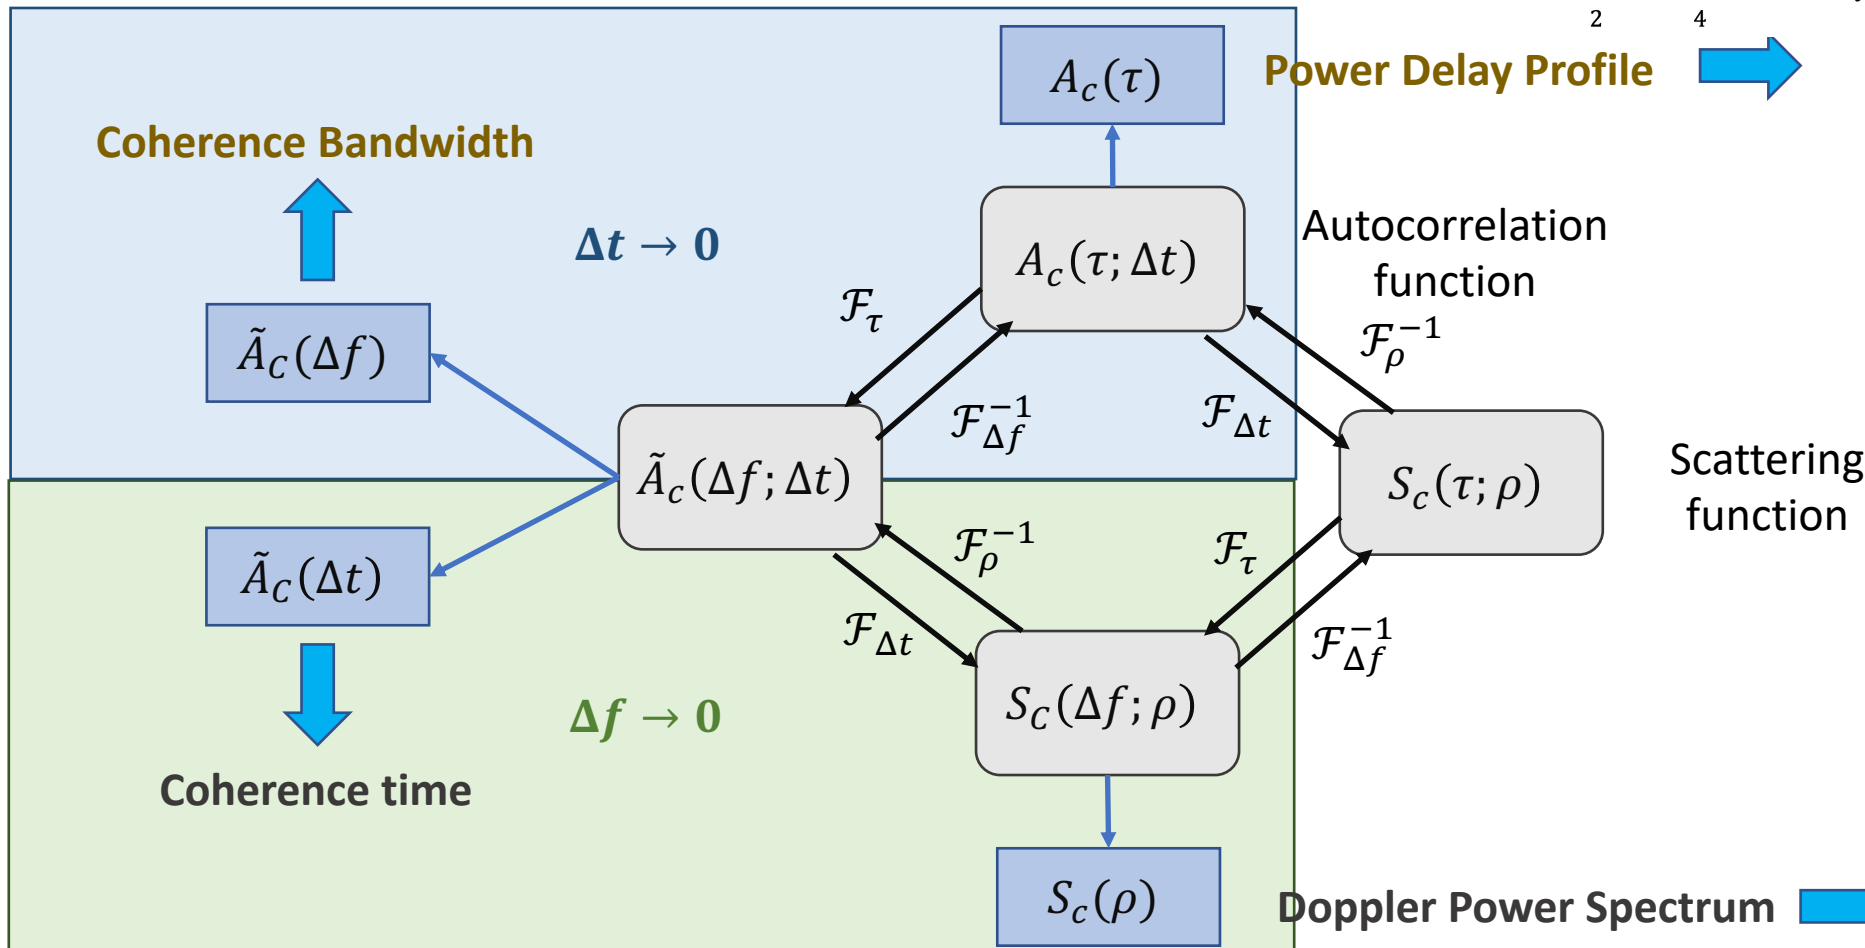 2 4
A_c(τ)
Power Delay Profile
Coherence Bandwidth
Δt → 0
A_c(τ; Δt)
Autocorrelation
function
ℱ_τ
ℱ_ρ^{-1}
Ã_C(Δf)
ℱ_{Δf}^{-1}
ℱ_{Δt}
Ã_c(Δf; Δt)
S_c(τ; ρ)
Scattering
function
ℱ_ρ^{-1}
ℱ_τ
Ã_C(Δt)
ℱ_{Δt}
ℱ_{Δf}^{-1}
Δf → 0
S_C(Δf; ρ)
Coherence time
S_c(ρ)
Doppler Power Spectrum